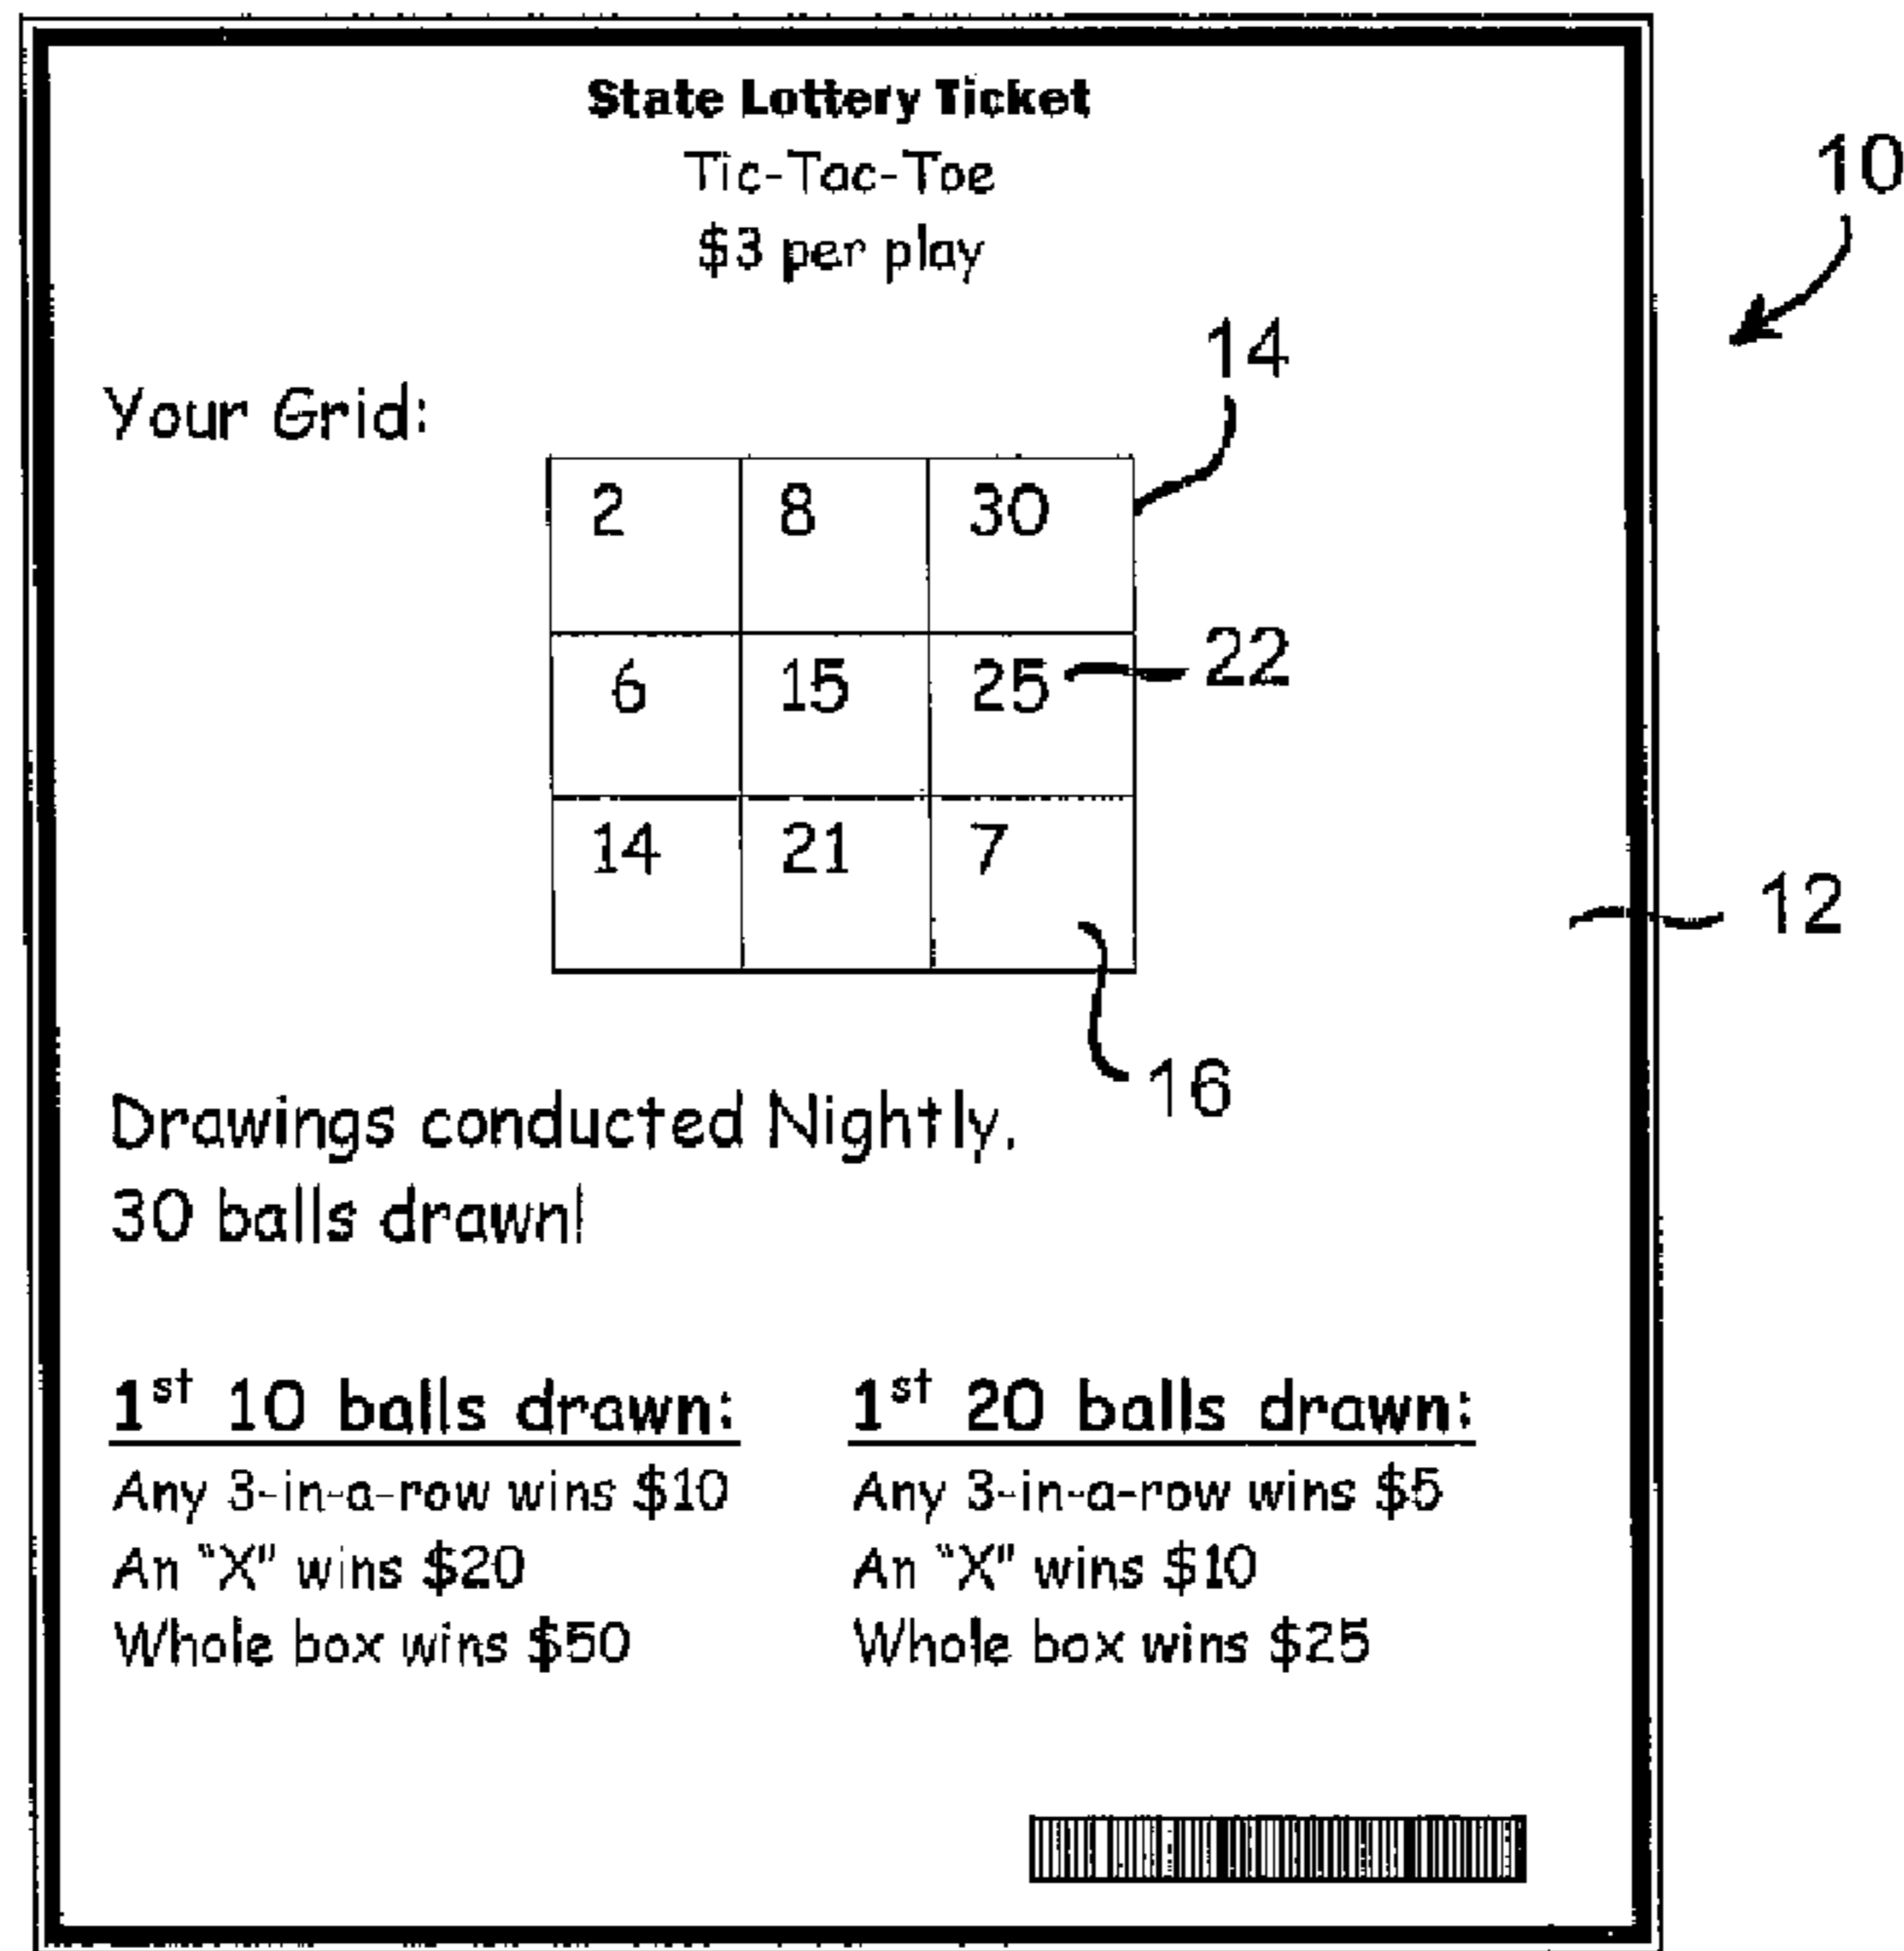 State Lottery Ticket
Tic-Tac-Toe
$3 per play
10
14
Your Grid:
2 8 30
6 15 25 22
14 21 7
12
16
Drawings conducted Nightly.
30 balls drawn!
1st 10 balls drawn: 1st 20 balls drawn:
Any 3-in-a-row wins $10 Any 3-in-a-row wins $5
An "X" wins $20 An "X" wins $10
Whole box wins $50 Whole box wins $25